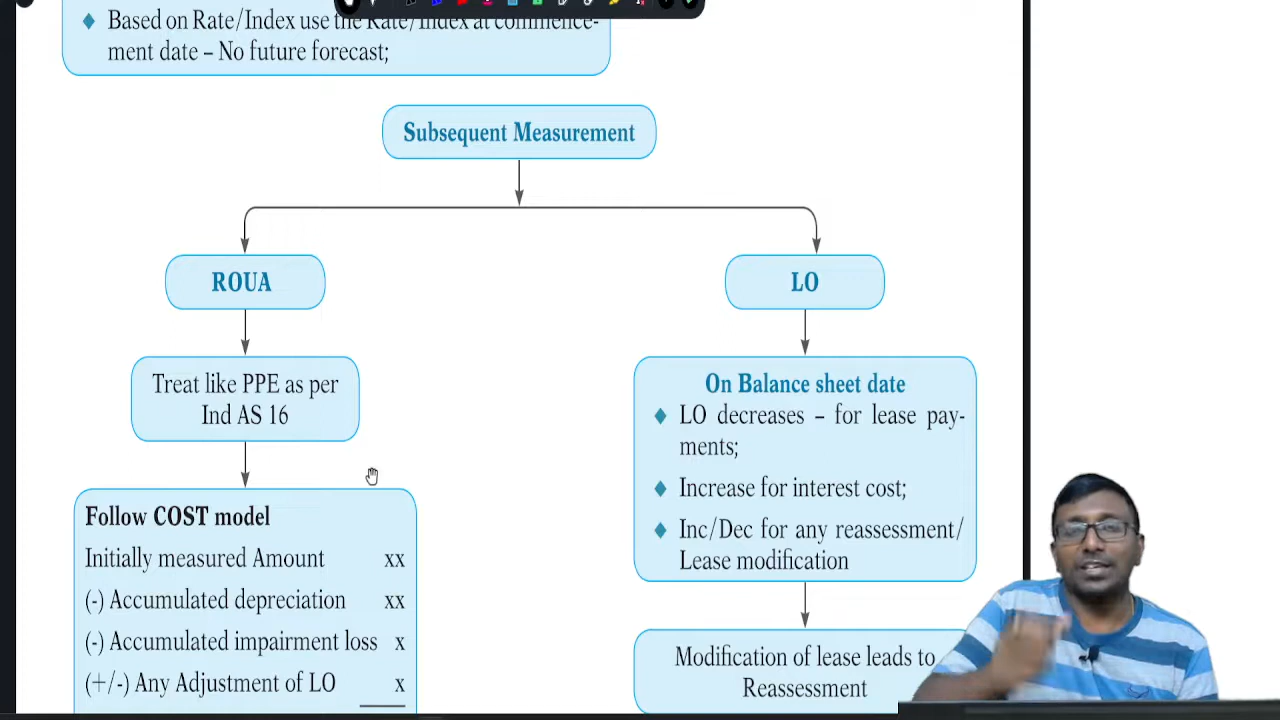 ♦ Based on Rate/Index use the Rate/Index at commence-
ment date – No future forecast;
Subsequent Measurement
ROUA
LO
Treat like PPE as per
Ind AS 16
On Balance sheet date
♦ LO decreases – for lease pay-
ments;
♦ Increase for interest cost;
♦ Inc/Dec for any reassessment/
Lease modification
Follow COST model
Initially measured Amount xx
(-) Accumulated depreciation xx
(-) Accumulated impairment loss x
(+/-) Any Adjustment of LO x
Modification of lease leads to
Reassessment